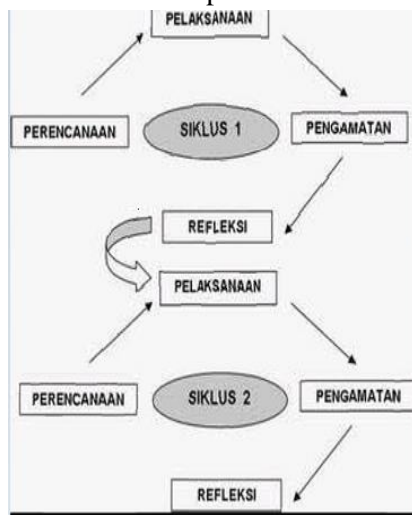 PELAKSANAAN
PERENCANAAN
SIKLUS 1
PENGAMATAN
REFLEKSI
PELAKSANAAN
PERENCANAAN
SIKLUS 2
PENGAMATAN
REFLEKSI